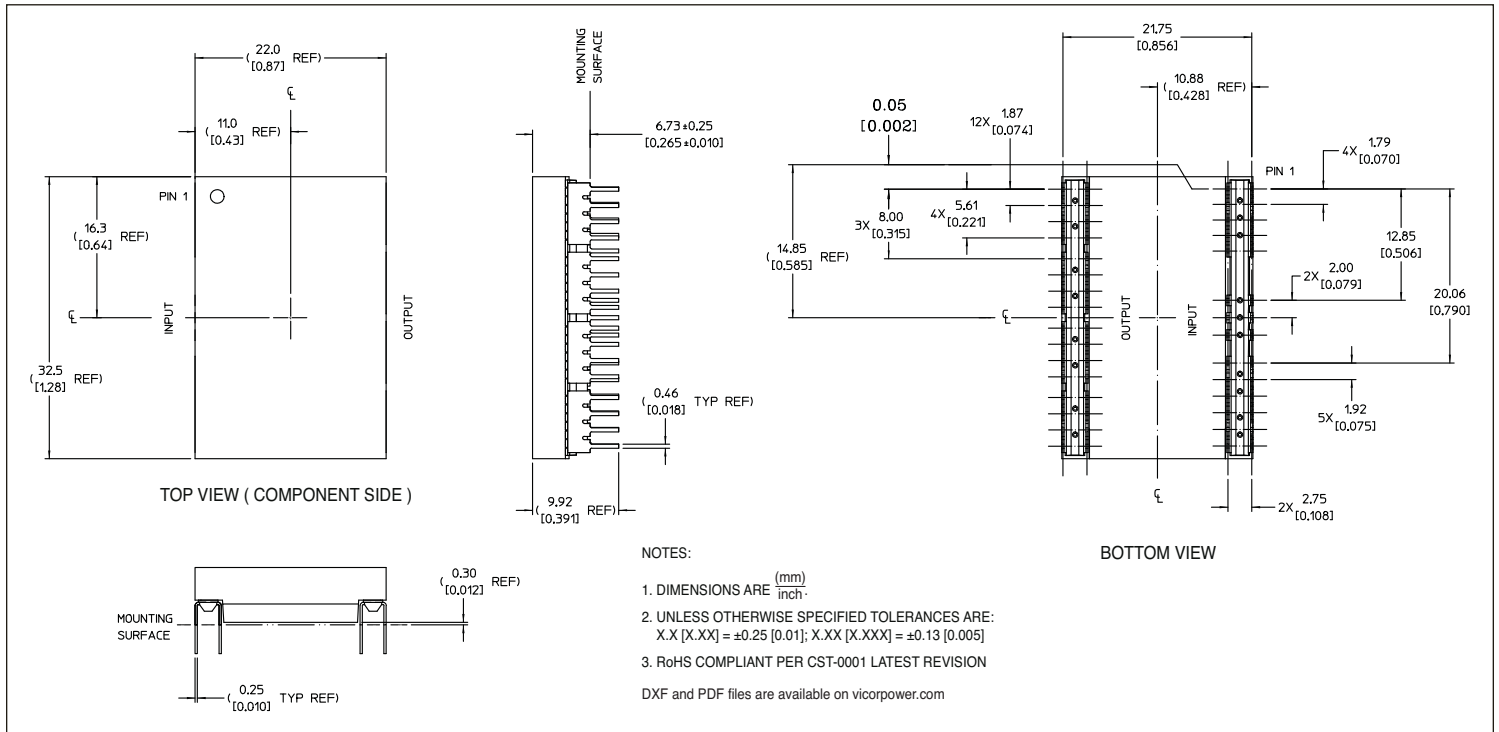 22.0
( REF)
[0.87]
℄
11.0
( REF)
[0.43]
PIN 1
16.3
( REF)
[0.64]
℄
INPUT
OUTPUT
32.5
( REF)
[1.28]
TOP VIEW ( COMPONENT SIDE )
MOUNTING
SURFACE
6.73±0.25
[0.265±0.010]
0.46
( TYP REF)
[0.018]
9.92
( REF)
[0.391]
21.75
[0.856]
10.88
( REF)
[0.428]
0.05
[0.002]
12X 1.87
[0.074]
4X 1.79
[0.070]
PIN 1
4X 5.61
[0.221]
3X 8.00
[0.315]
14.85
( REF)
[0.585]
12.85
[0.506]
2X 2.00
[0.079]
20.06
[0.790]
℄
OUTPUT
INPUT
5X 1.92
[0.075]
℄
2X 2.75
[0.108]
BOTTOM VIEW
0.30
( REF)
[0.012]
MOUNTING
SURFACE
0.25
( TYP REF)
[0.010]
NOTES:
1. DIMENSIONS ARE (mm)/inch.
2. UNLESS OTHERWISE SPECIFIED TOLERANCES ARE:
X.X [X.XX] = ±0.25 [0.01]; X.XX [X.XXX] = ±0.13 [0.005]
3. RoHS COMPLIANT PER CST-0001 LATEST REVISION
DXF and PDF files are available on vicorpower.com